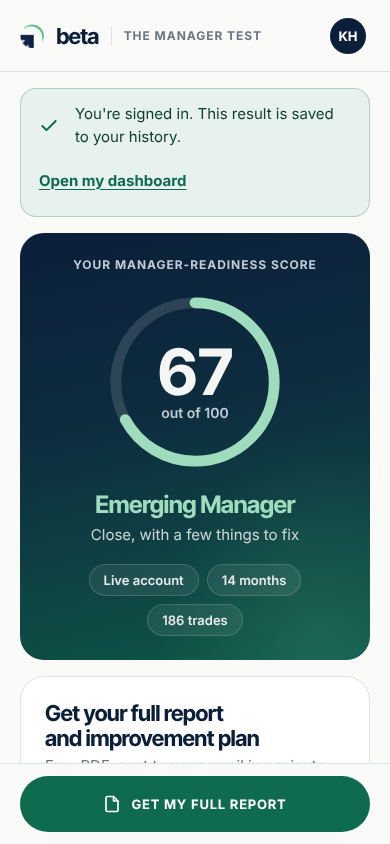 beta
THE MANAGER TEST
KH
You're signed in. This result is saved
to your history.
Open my dashboard
YOUR MANAGER-READINESS SCORE
67
out of 100
Emerging Manager
Close, with a few things to fix
Live account
14 months
186 trades
Get your full report
and improvement plan
GET MY FULL REPORT